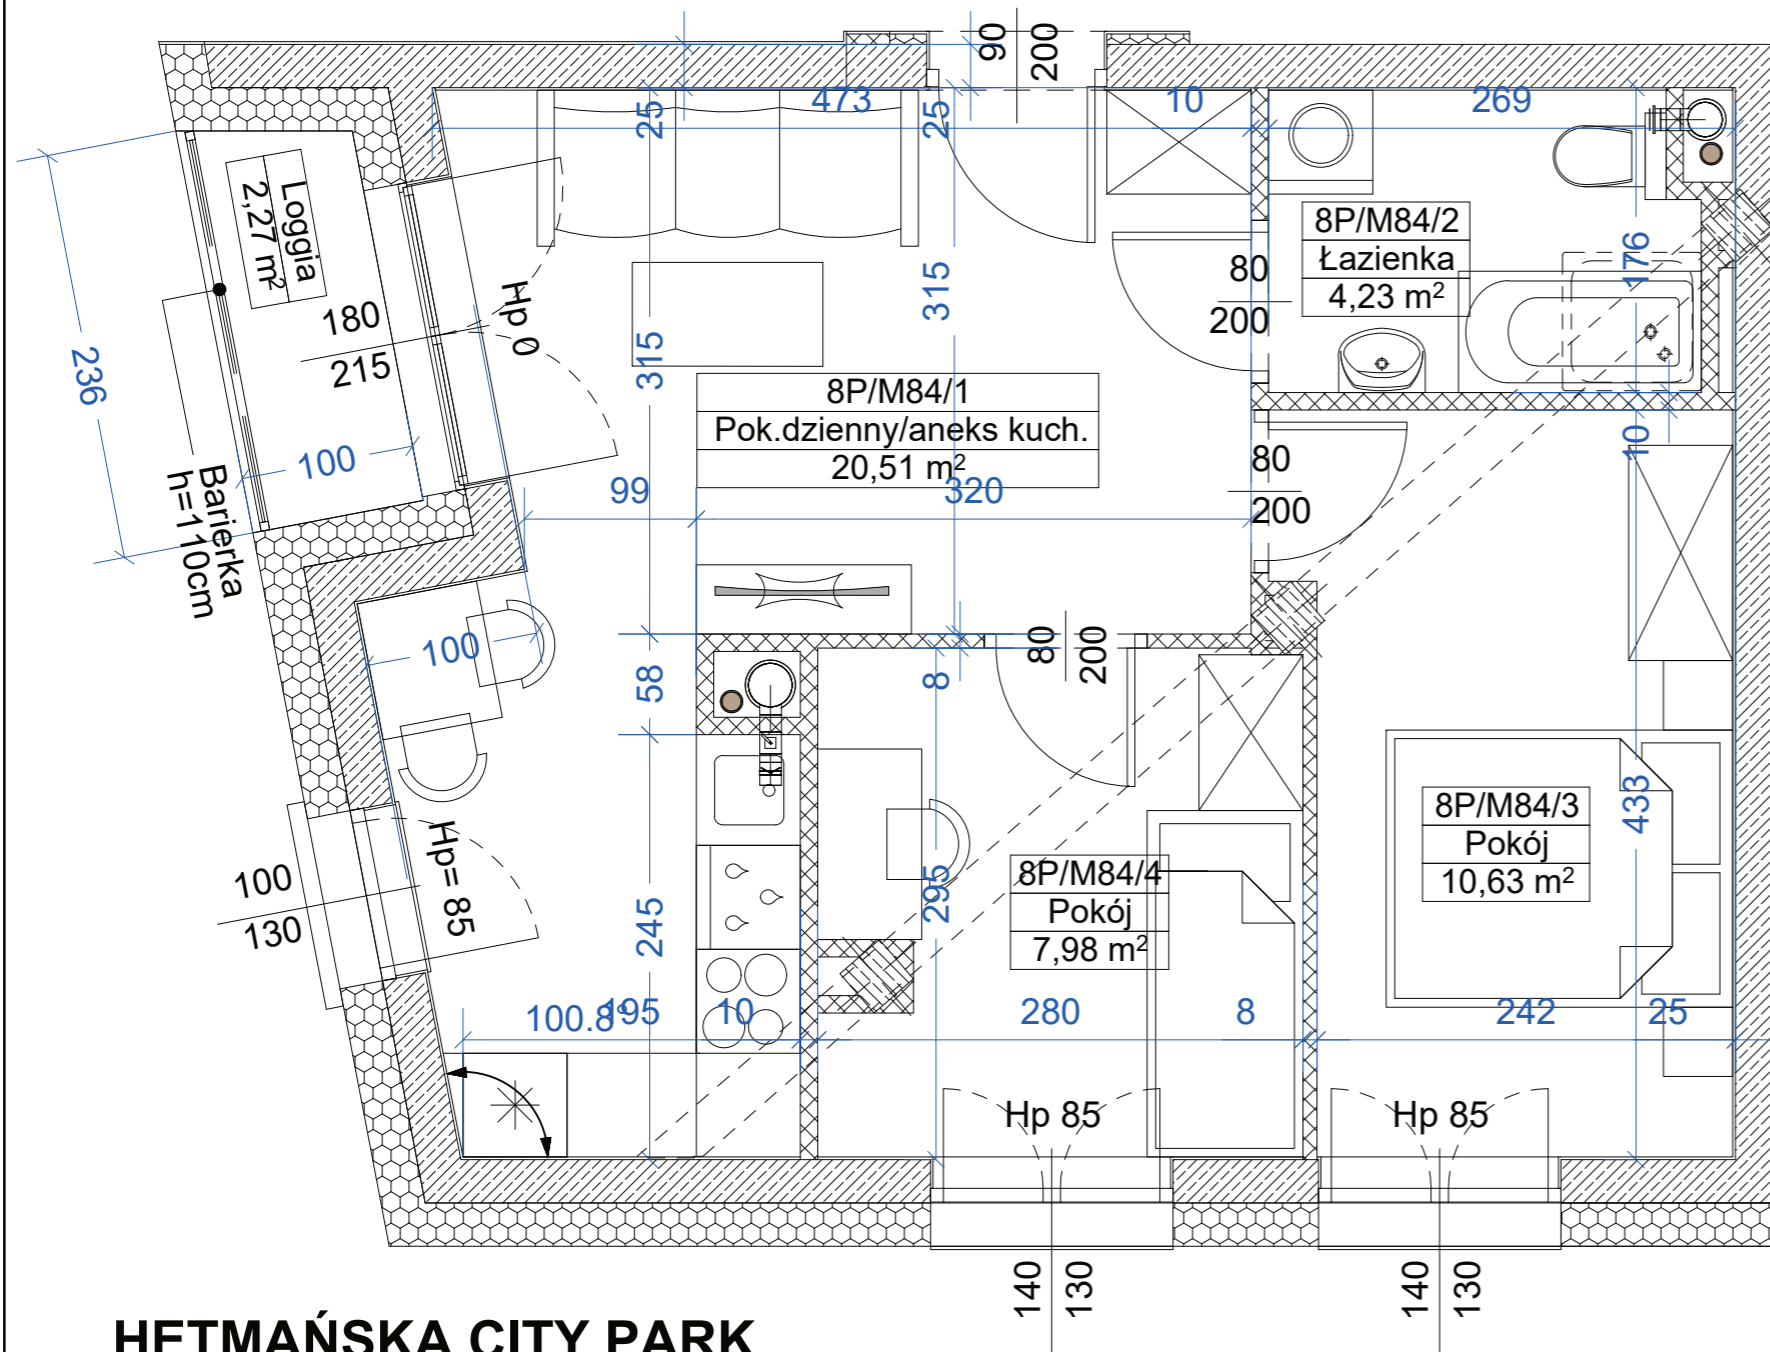 90
200
25
473
25
10
269
Loggia
2,27 m²
8P/M84/2
Łazienka
4,23 m²
176
80
200
315
Hp 0
180
215
315
236
8P/M84/1
Pok.dzienny/aneks kuch.
20,51 m²
10
80
200
100
99
320
Barierka
h=110cm
100
58
8
80
200
433
8P/M84/3
Pokój
10,63 m²
100
130
Hp= 85
245
295
8P/M84/4
Pokój
7,98 m²
100.8°
195
10
280
8
242
25
Hp 85
Hp 85
140
130
140
130
HETMAŃSKA CITY PARK